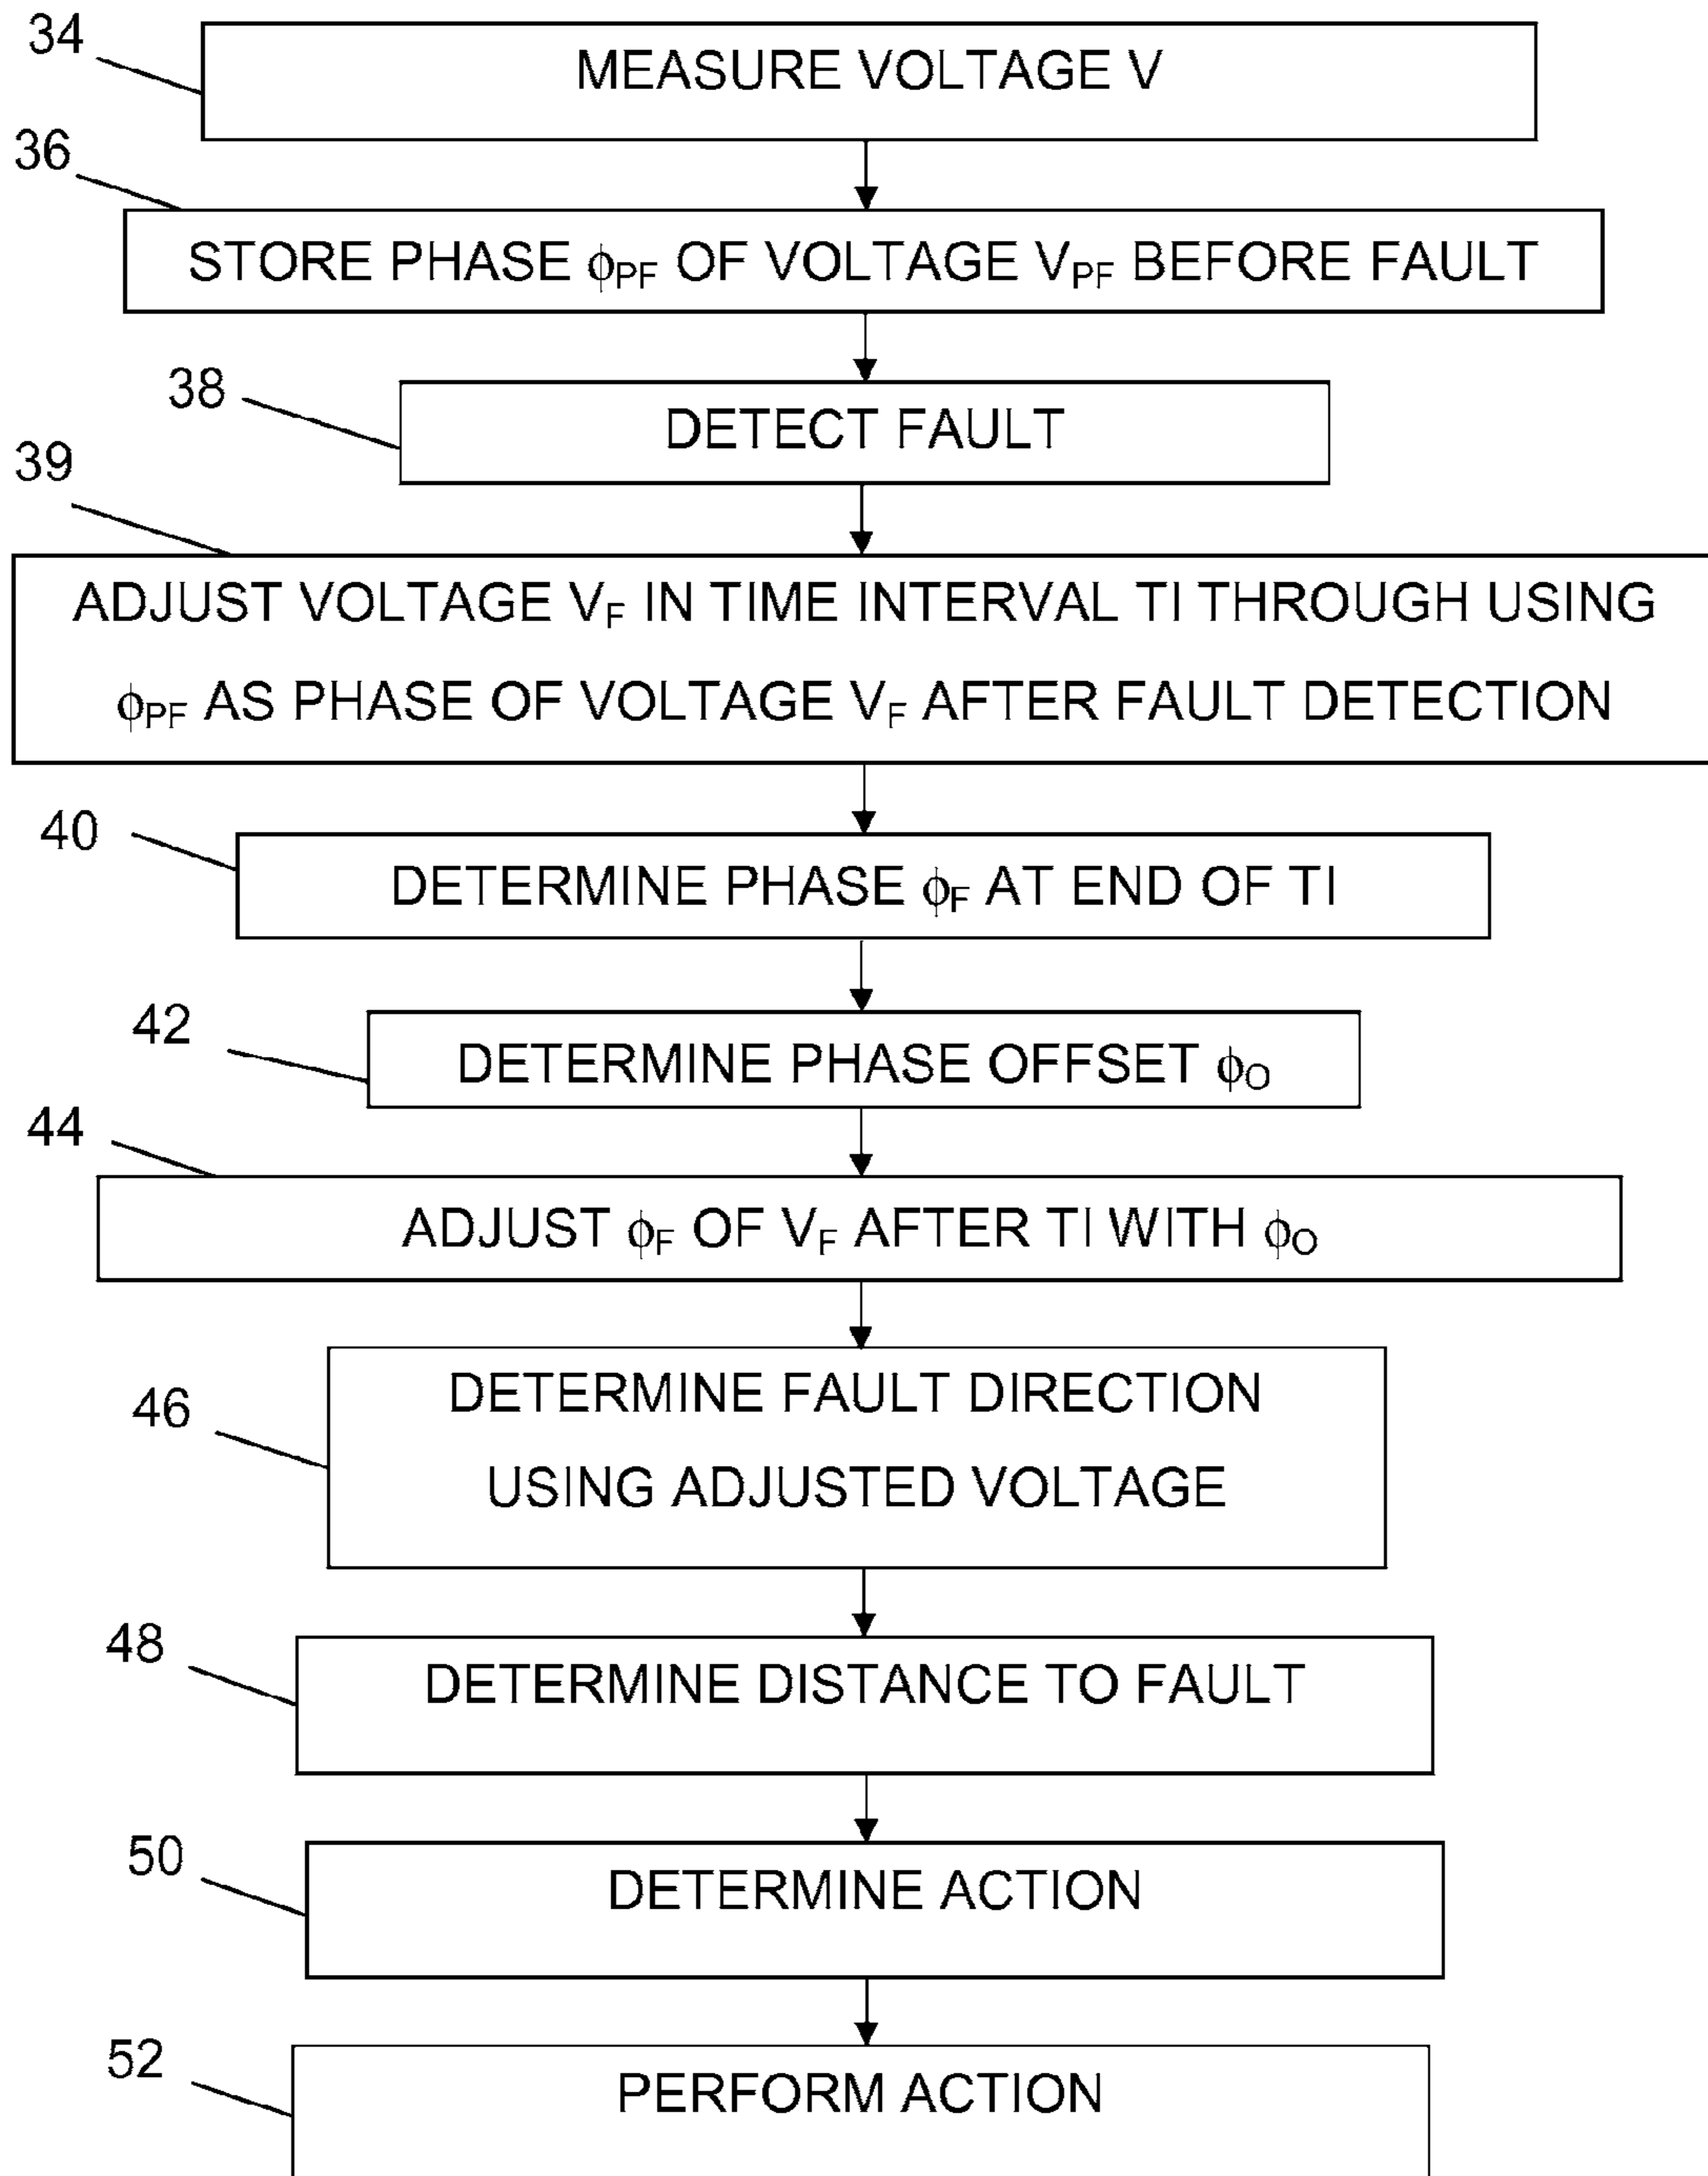 34
MEASURE VOLTAGE V
36
STORE PHASE ϕPF OF VOLTAGE VPF BEFORE FAULT
38
DETECT FAULT
39
ADJUST VOLTAGE VF IN TIME INTERVAL TI THROUGH USING
ϕPF AS PHASE OF VOLTAGE VF AFTER FAULT DETECTION
40
DETERMINE PHASE ϕF AT END OF TI
42
DETERMINE PHASE OFFSET ϕO
44
ADJUST ϕF OF VF AFTER TI WITH ϕO
46
DETERMINE FAULT DIRECTION
USING ADJUSTED VOLTAGE
48
DETERMINE DISTANCE TO FAULT
50
DETERMINE ACTION
52
PERFORM ACTION